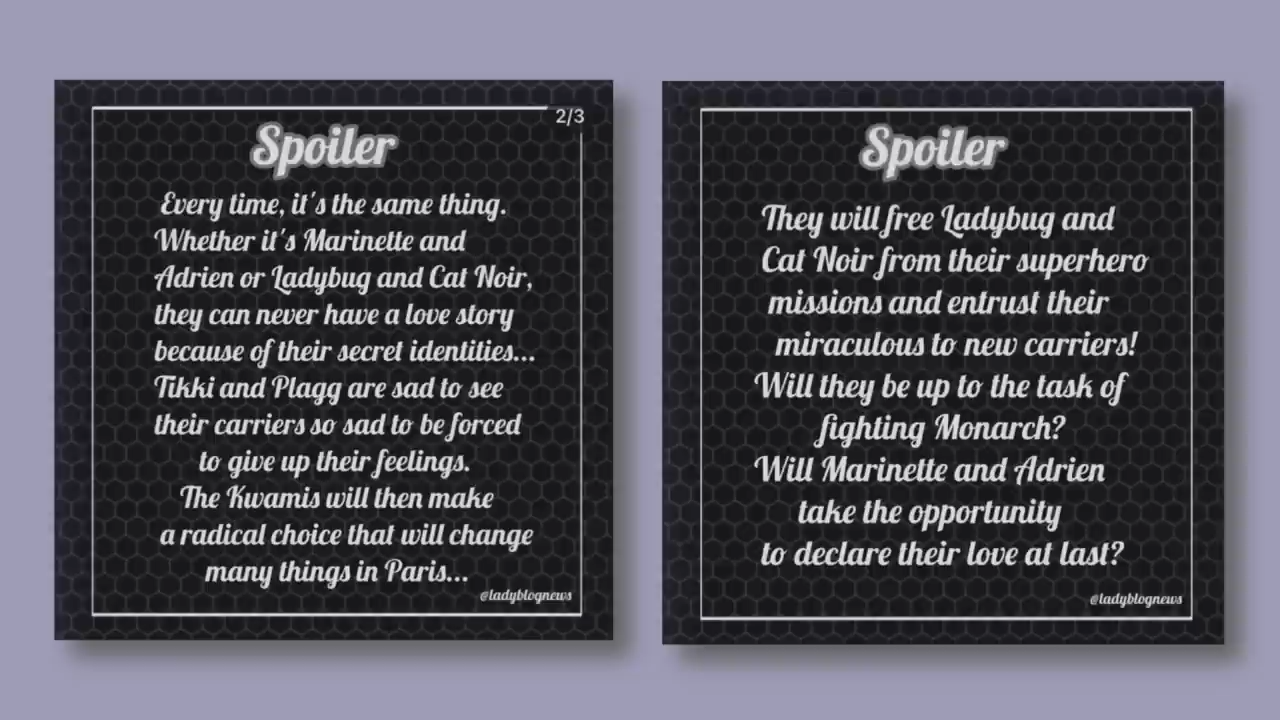 2/3
Spoiler
Every time, it's the same thing.
Whether it's Marinette and
Adrien or Ladybug and Cat Noir,
they can never have a love story
because of their secret identities...
Tikki and Plagg are sad to see
their carriers so sad to be forced
to give up their feelings.
The Kwamis will then make
a radical choice that will change
many things in Paris...
@ladyblognews
Spoiler
They will free Ladybug and
Cat Noir from their superhero
missions and entrust their
miraculous to new carriers!
Will they be up to the task of
fighting Monarch?
Will Marinette and Adrien
take the opportunity
to declare their love at last?
@ladyblognews